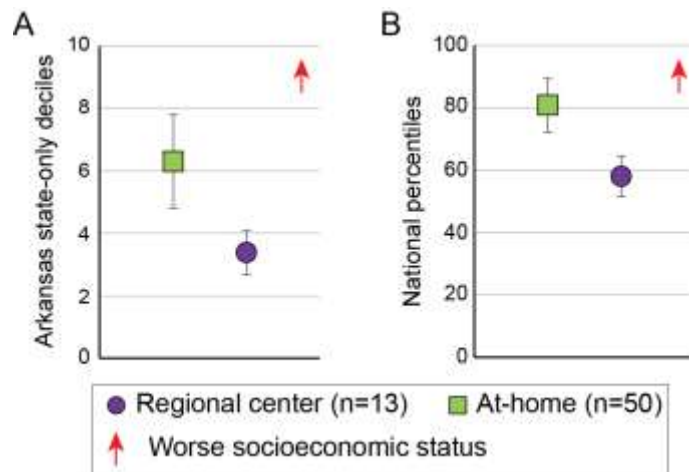 A
Arkansas state-only deciles
10
8
6
4
2
0
B
National percentiles
100
80
60
40
20
0
Regional center (n=13)
At-home (n=50)
Worse socioeconomic status